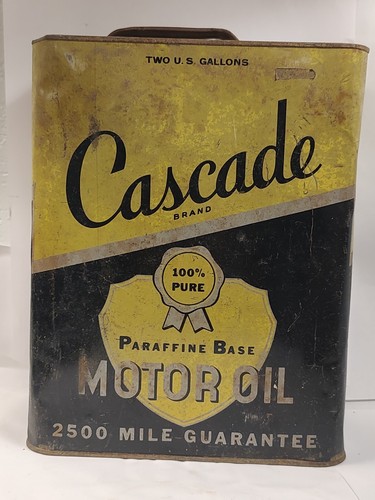 TWO U.S. GALLONS
Cascade
BRAND
100%
PURE
PARAFFINE BASE
MOTOR OIL
2500 MILE GUARANTEE